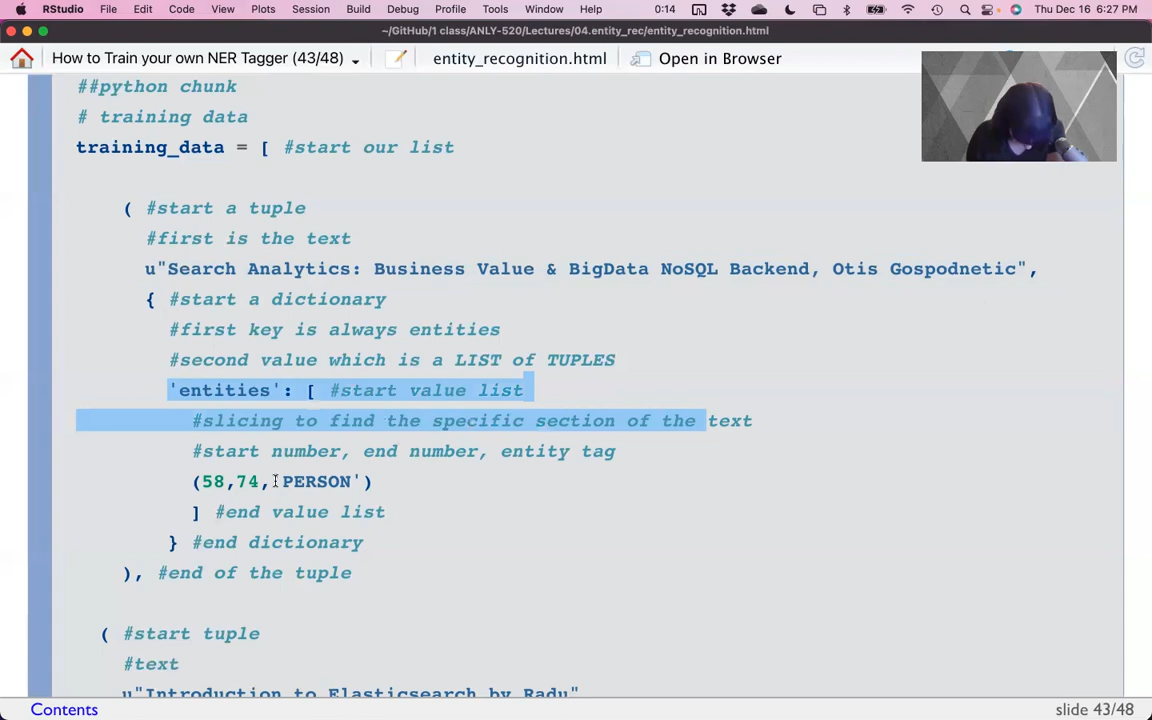 RStudio File Edit Code View Plots Session Build Debug Profile Tools Window Help 0:14 Thu Dec 16 6:27 PM
~/GitHub/1 class/ANLY-520/Lectures/04.entity_rec/entity_recognition.html
How to Train your own NER Tagger (43/48) entity_recognition.html Open in Browser
##python chunk
# training data
training_data = [ #start our list
( #start a tuple
#first is the text
u"Search Analytics: Business Value & BigData NoSQL Backend, Otis Gospodnetic",
{ #start a dictionary
#first key is always entities
#second value which is a LIST of TUPLES
'entities': [ #start value list
#slicing to find the specific section of the text
#start number, end number, entity tag
(58,74,'PERSON')
] #end value list
} #end dictionary
), #end of the tuple
( #start tuple
#text
u"Introduction to Elasticsearch by Radu"
Contents slide 43/48